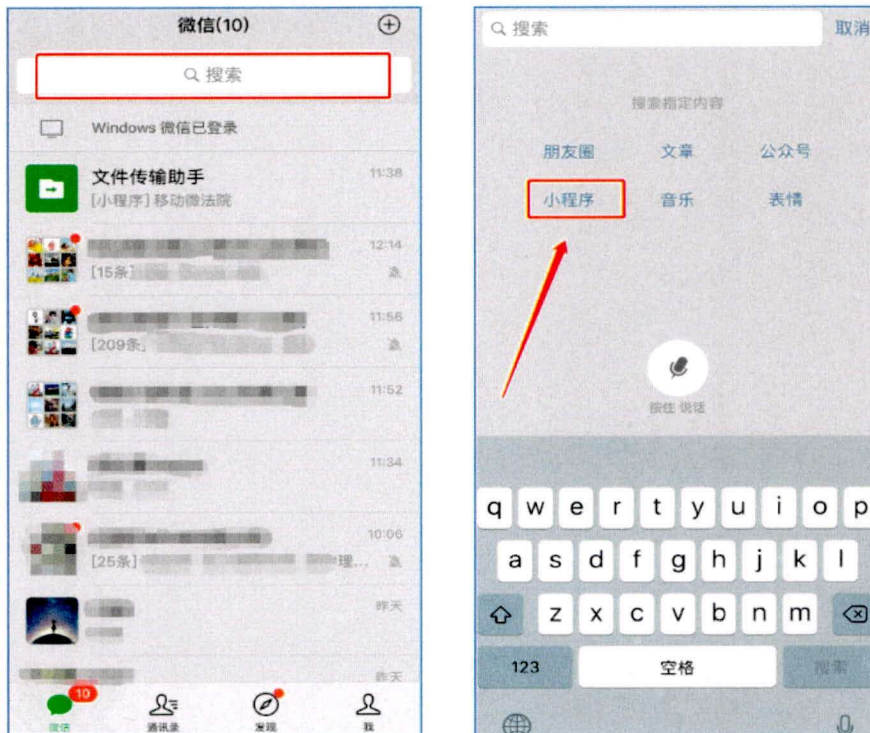 微信(10)
搜索
Windows 微信已登录
文件传输助手
11:38
[小程序] 移动微法院
12:14
[15条]
11:56
[209条]
11:52
11:34
10:06
[25条]
理...
昨天
昨天
10
微信
通讯录
发现
我
搜索
取消
搜索指定内容
朋友圈
文章
公众号
小程序
音乐
表情
按住 说话
q w e r t y u i o p
a s d f g h j k l
z x c v b n m
123
空格
搜索